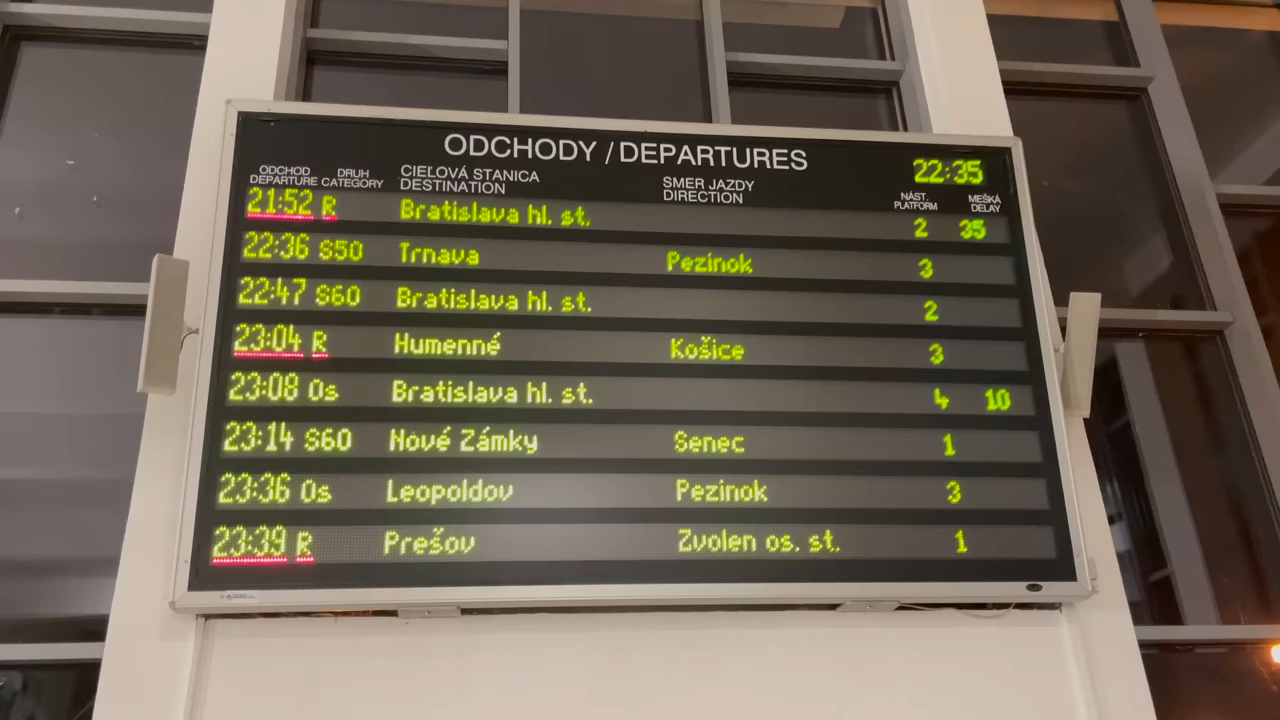 ODCHODY / DEPARTURES 22:35
ODCHOD DRUH CIEĽOVÁ STANICA SMER JAZDY NÁST. MEŠKÁ
DEPARTURE CATEGORY DESTINATION DIRECTION PLATFORM DELAY
21:52 R Bratislava hl. st. 2 35
22:36 S50 Trnava Pezinok 3
22:47 S60 Bratislava hl. st. 2
23:04 R Humenné Košice 3
23:08 Os Bratislava hl. st. 4 10
23:14 S60 Nové Zámky Senec 1
23:36 Os Leopoldov Pezinok 3
23:39 R Prešov Zvolen os. st. 1